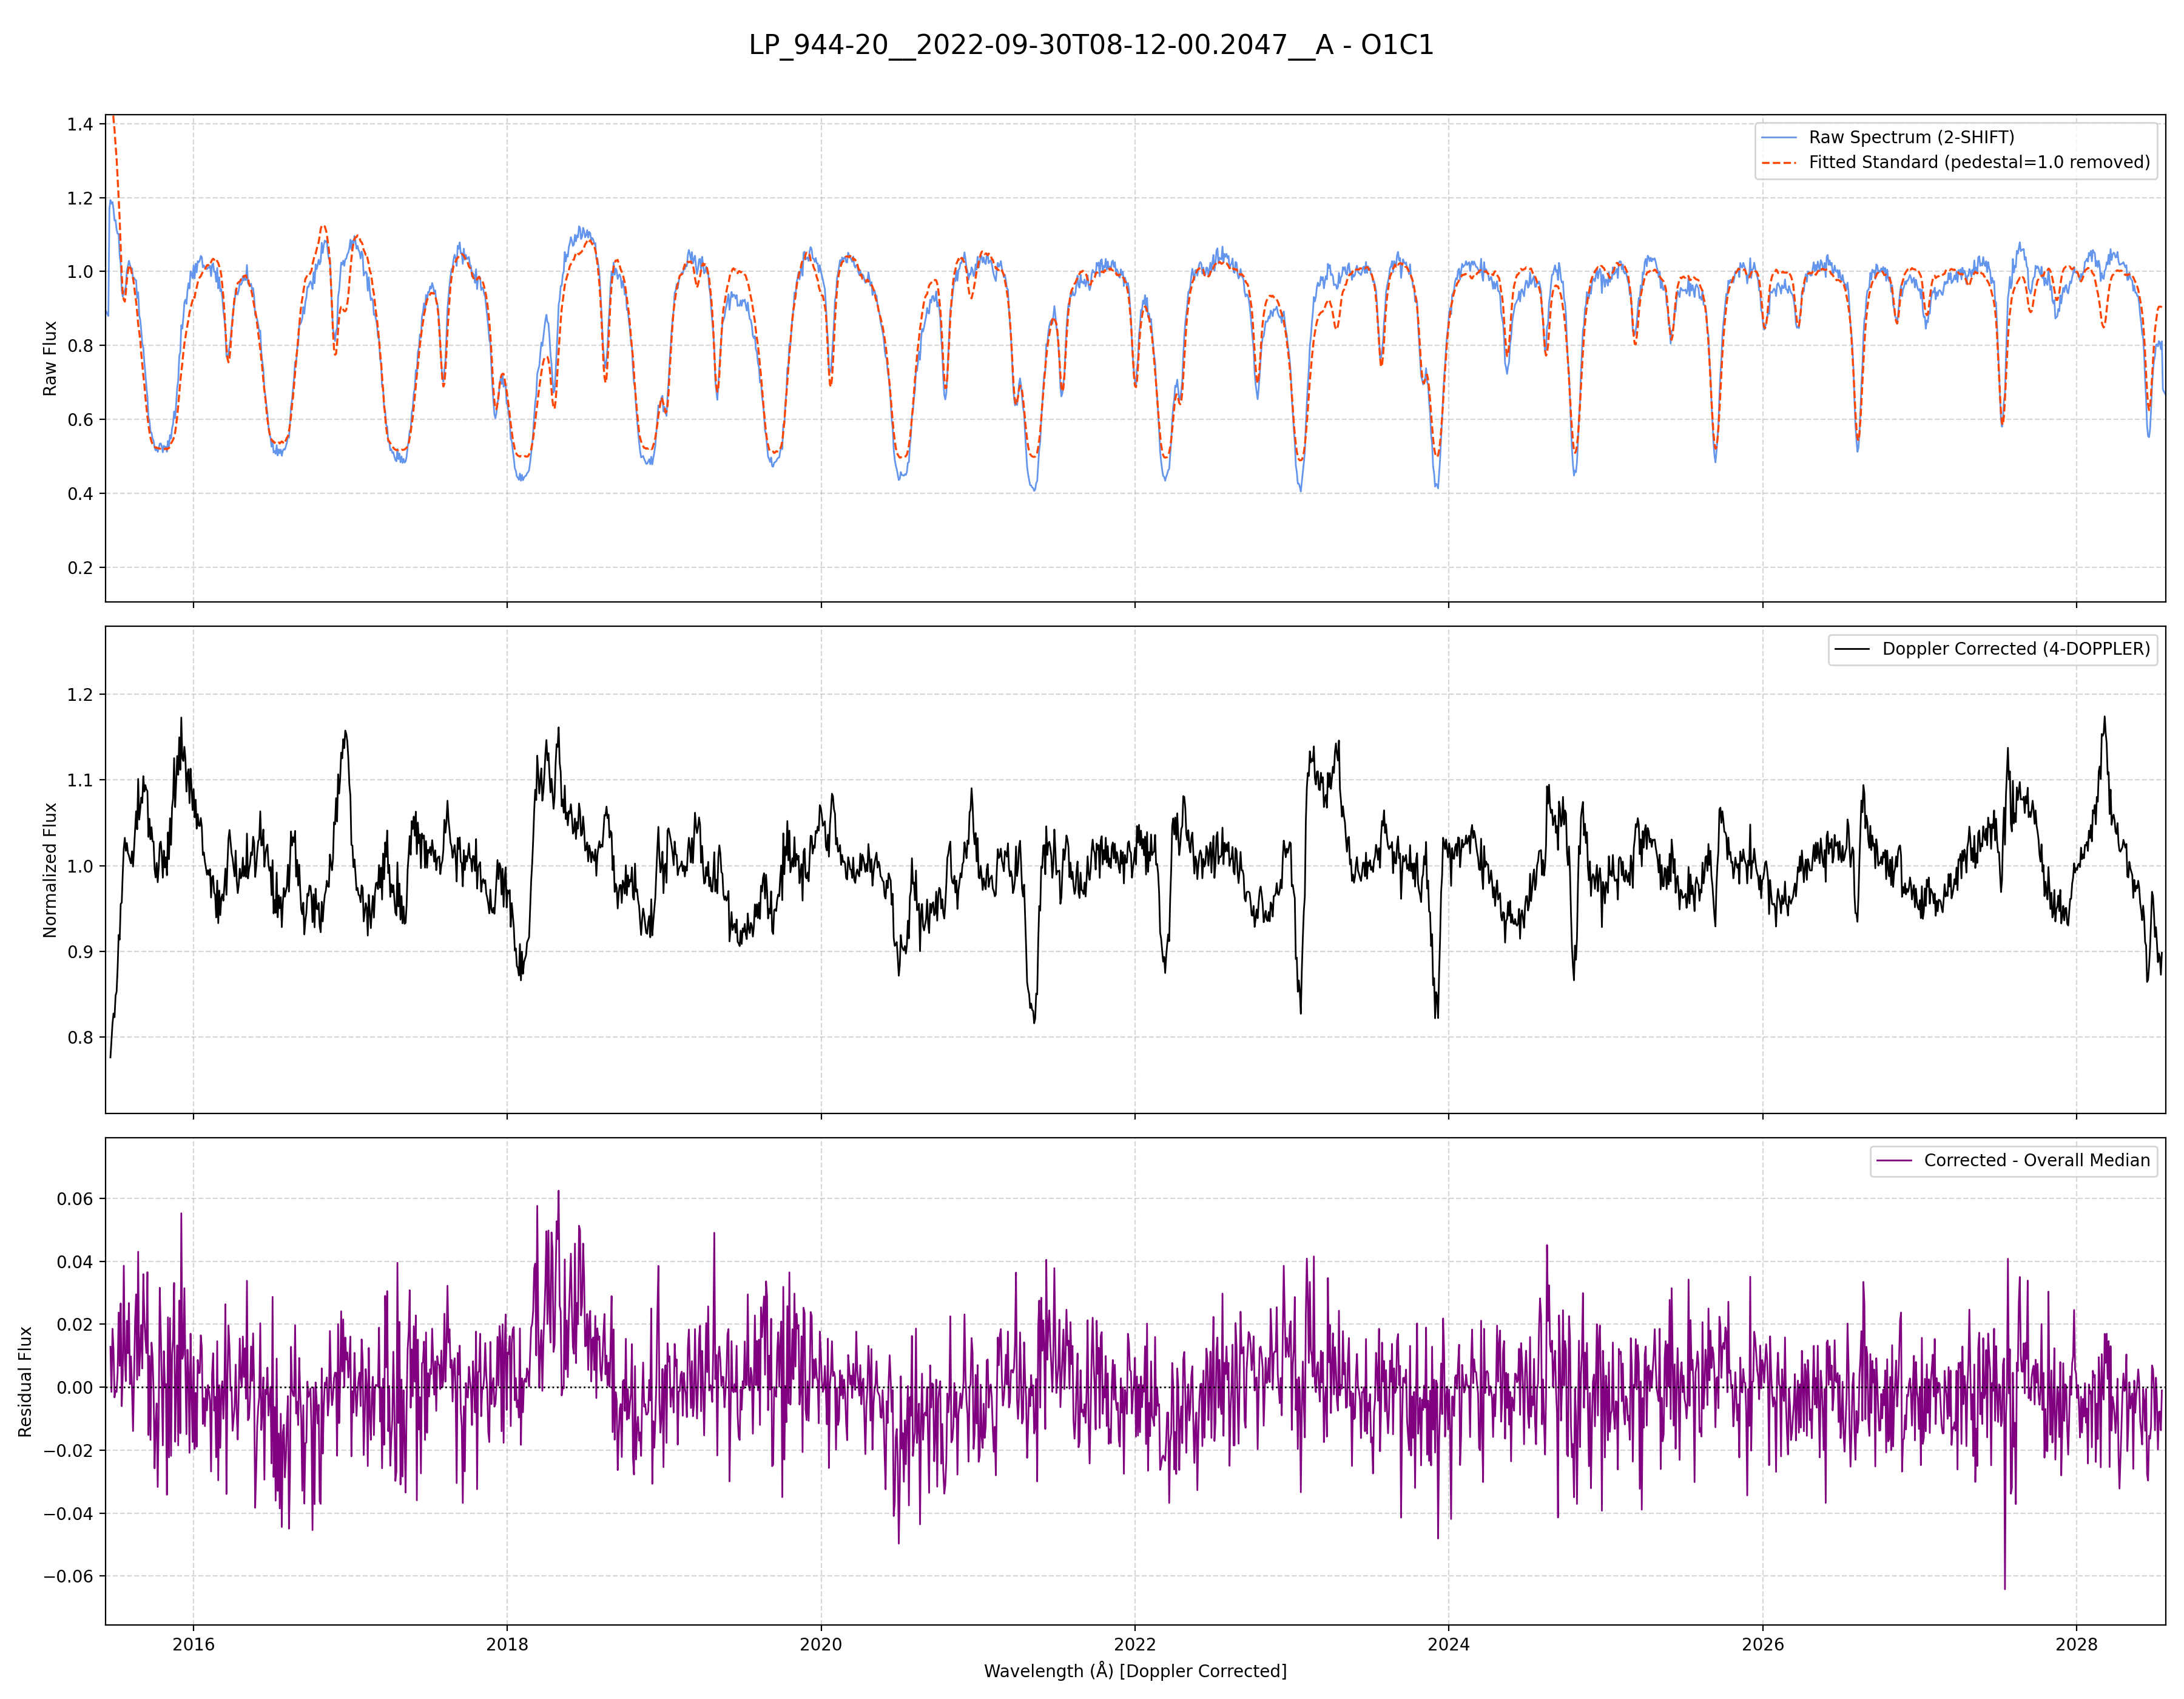 LP_944-20__2022-09-30T08-12-00.2047__A - O1C1
1.4
1.2
1.0
0.8
0.6
0.4
0.2
Raw Flux
Raw Spectrum (2-SHIFT)
Fitted Standard (pedestal=1.0 removed)
1.2
1.1
1.0
0.9
0.8
Normalized Flux
Doppler Corrected (4-DOPPLER)
0.06
0.04
0.02
0.00
−0.02
−0.04
−0.06
Residual Flux
Corrected - Overall Median
2016 2018 2020 2022 2024 2026 2028
Wavelength (Å) [Doppler Corrected]